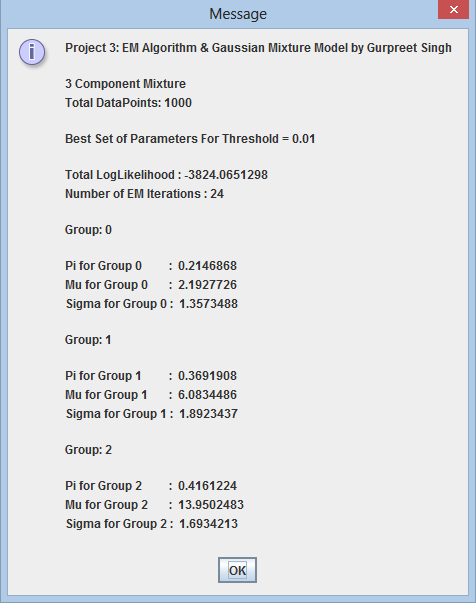 Message
Project 3: EM Algorithm & Gaussian Mixture Model by Gurpreet Singh
3 Component Mixture
Total DataPoints: 1000
Best Set of Parameters For Threshold = 0.01
Total LogLikelihood : -3824.0651298
Number of EM Iterations : 24
Group: 0
Pi for Group 0 : 0.2146868
Mu for Group 0 : 2.1927726
Sigma for Group 0 : 1.3573488
Group: 1
Pi for Group 1 : 0.3691908
Mu for Group 1 : 6.0834486
Sigma for Group 1 : 1.8923437
Group: 2
Pi for Group 2 : 0.4161224
Mu for Group 2 : 13.9502483
Sigma for Group 2 : 1.6934213
OK